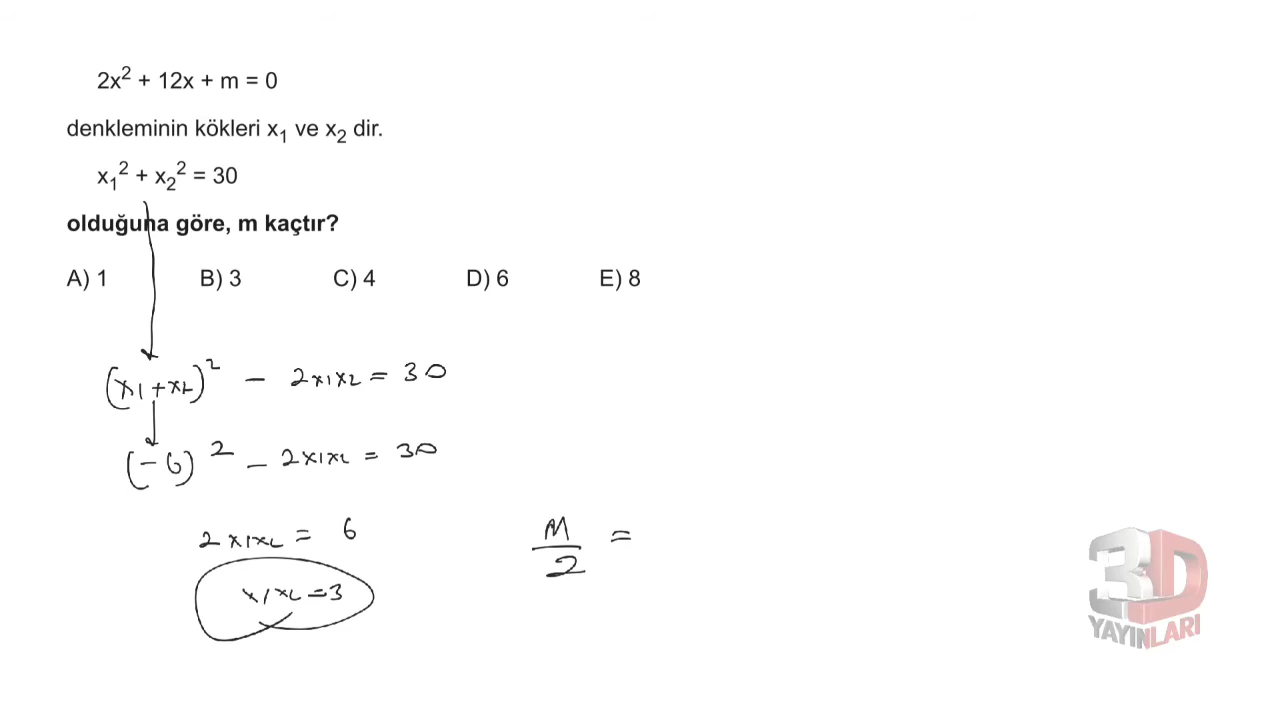 2x² + 12x + m = 0
denkleminin kökleri x₁ ve x₂ dir.
x₁² + x₂² = 30
olduğuna göre, m kaçtır?
A) 1 B) 3 C) 4 D) 6 E) 8
(x1+x2)² - 2x1x2 = 30
(-6)² - 2x1x2 = 30
2x1x2 = 6
M/2 =
x1x2 = 3
3D
YAYINLARI